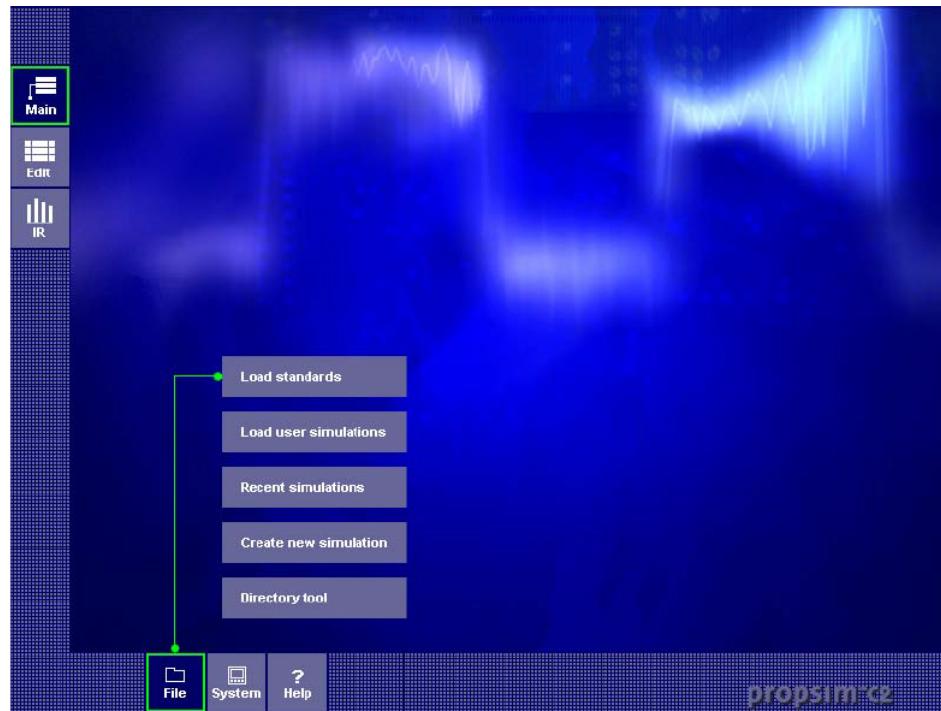 Main
Edit
IR
Load standards
Load user simulations
Recent simulations
Create new simulation
Directory tool
File
System
?
Help
propsim c2